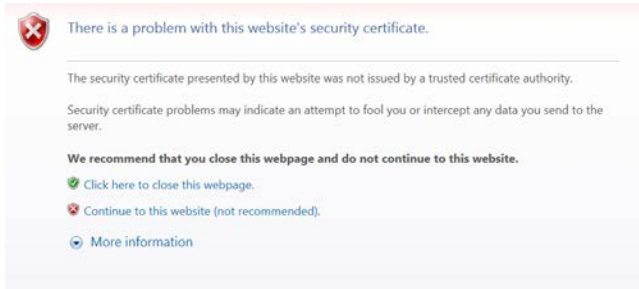 There is a problem with this website's security certificate.
The security certificate presented by this website was not issued by a trusted certificate authority.
Security certificate problems may indicate an attempt to fool you or intercept any data you send to the
server.
We recommend that you close this webpage and do not continue to this website.
Click here to close this webpage.
Continue to this website (not recommended).
More information